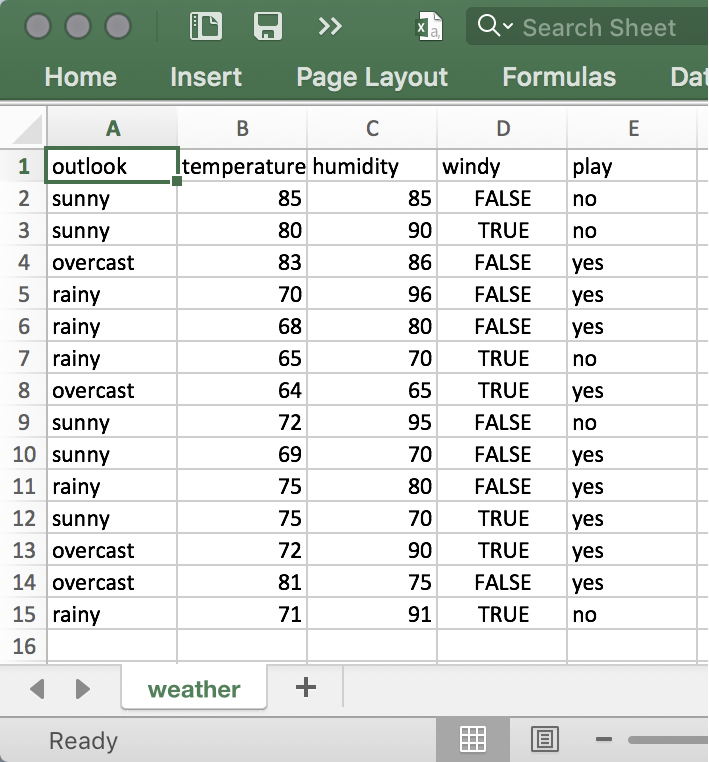 Search Sheet
Home Insert Page Layout Formulas Dat
A B C D E
1 outlook temperature humidity windy play
2 sunny 85 85 FALSE no
3 sunny 80 90 TRUE no
4 overcast 83 86 FALSE yes
5 rainy 70 96 FALSE yes
6 rainy 68 80 FALSE yes
7 rainy 65 70 TRUE no
8 overcast 64 65 TRUE yes
9 sunny 72 95 FALSE no
10 sunny 69 70 FALSE yes
11 rainy 75 80 FALSE yes
12 sunny 75 70 TRUE yes
13 overcast 72 90 TRUE yes
14 overcast 81 75 FALSE yes
15 rainy 71 91 TRUE no
16
weather
Ready